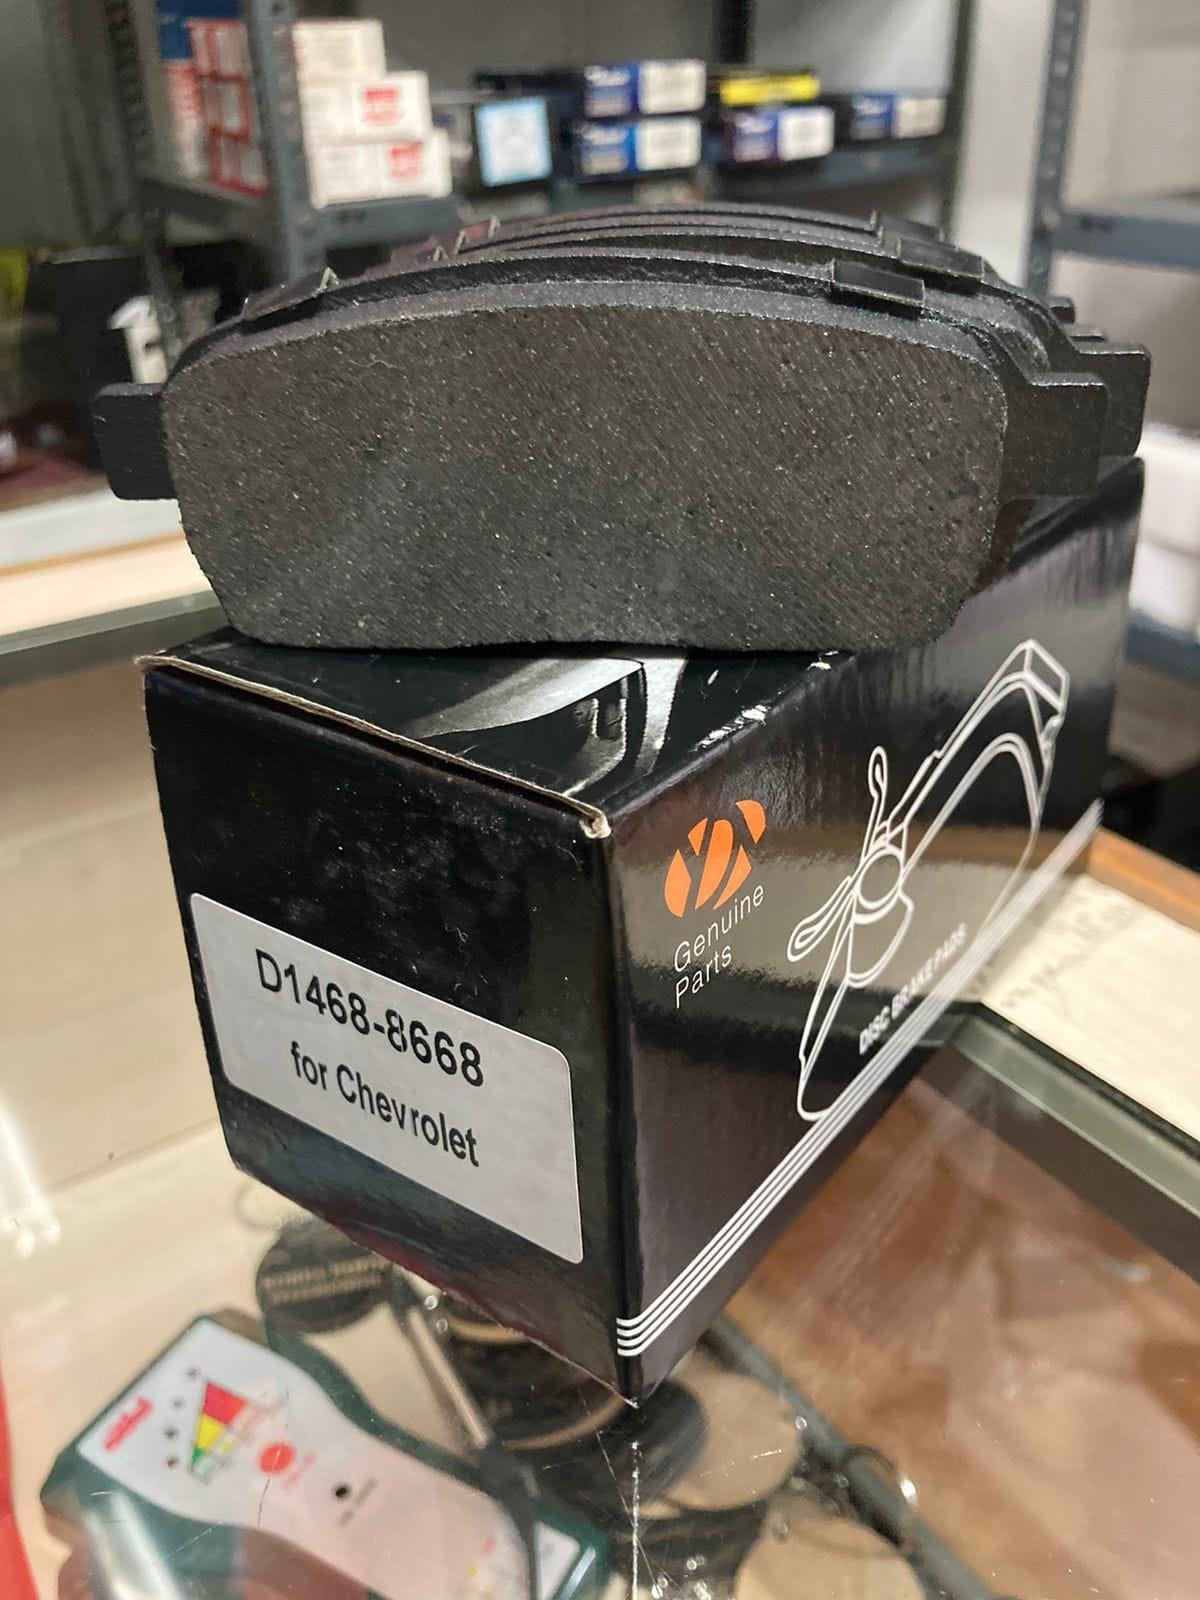 D1468-8668
for Chevrolet
Genuine
Parts
DISC BRAKE PADS